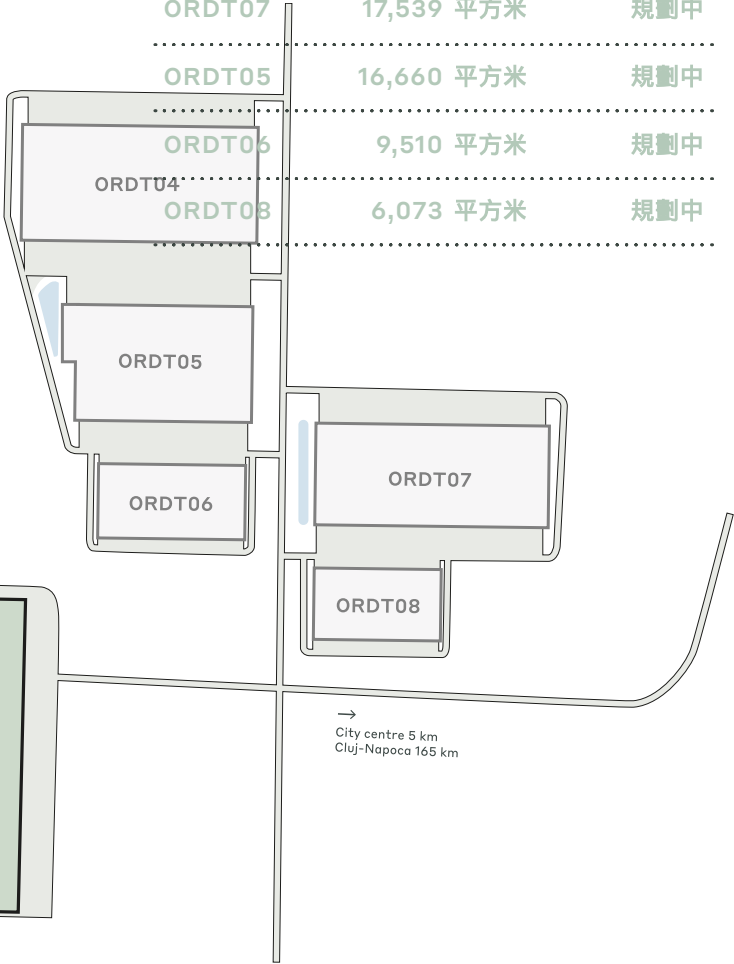 ORDT07 17,539 平方米 規劃中
ORDT05 16,660 平方米 規劃中
ORDT06 9,510 平方米 規劃中
ORDT04
ORDT08 6,073 平方米 規劃中
ORDT05
ORDT07
ORDT06
ORDT08
→
City centre 5 km
Cluj-Napoca 165 km